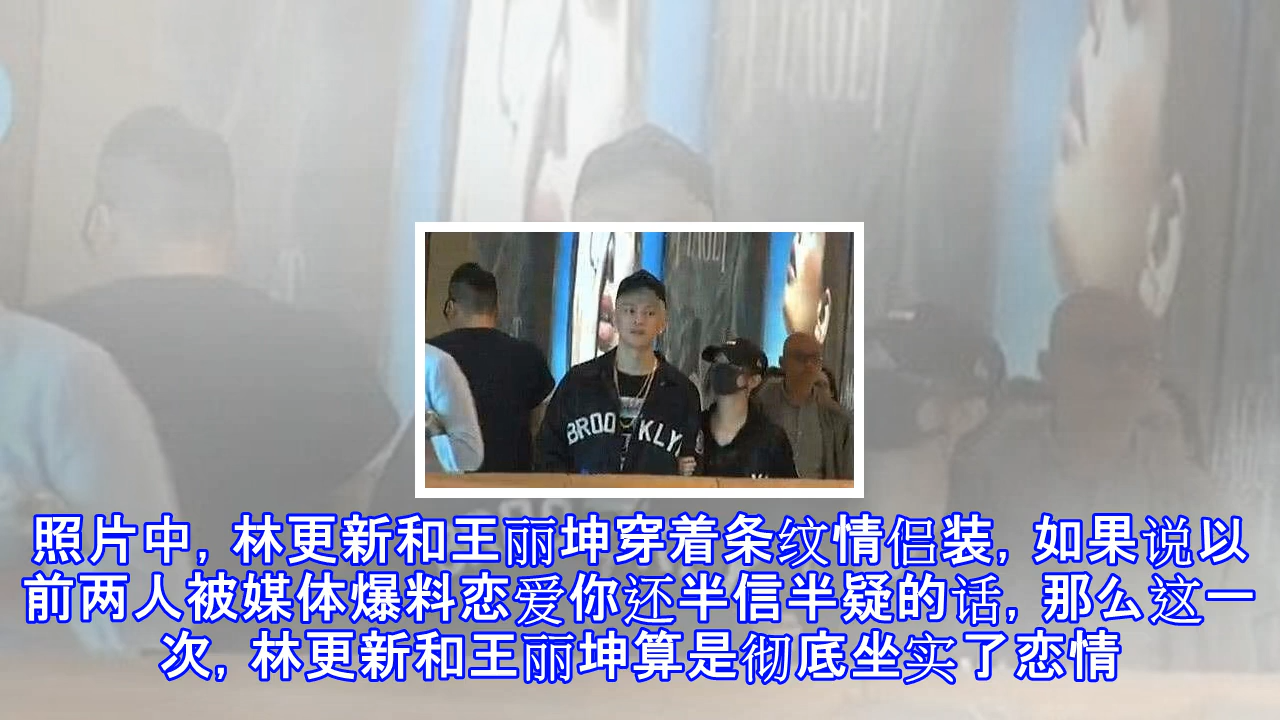 BROOKLY
照片中, 林更新和王丽坤穿着条纹情侣装, 如果说以
前两人被媒体爆料恋爱你还半信半疑的话, 那么这一
次, 林更新和王丽坤算是彻底坐实了恋情